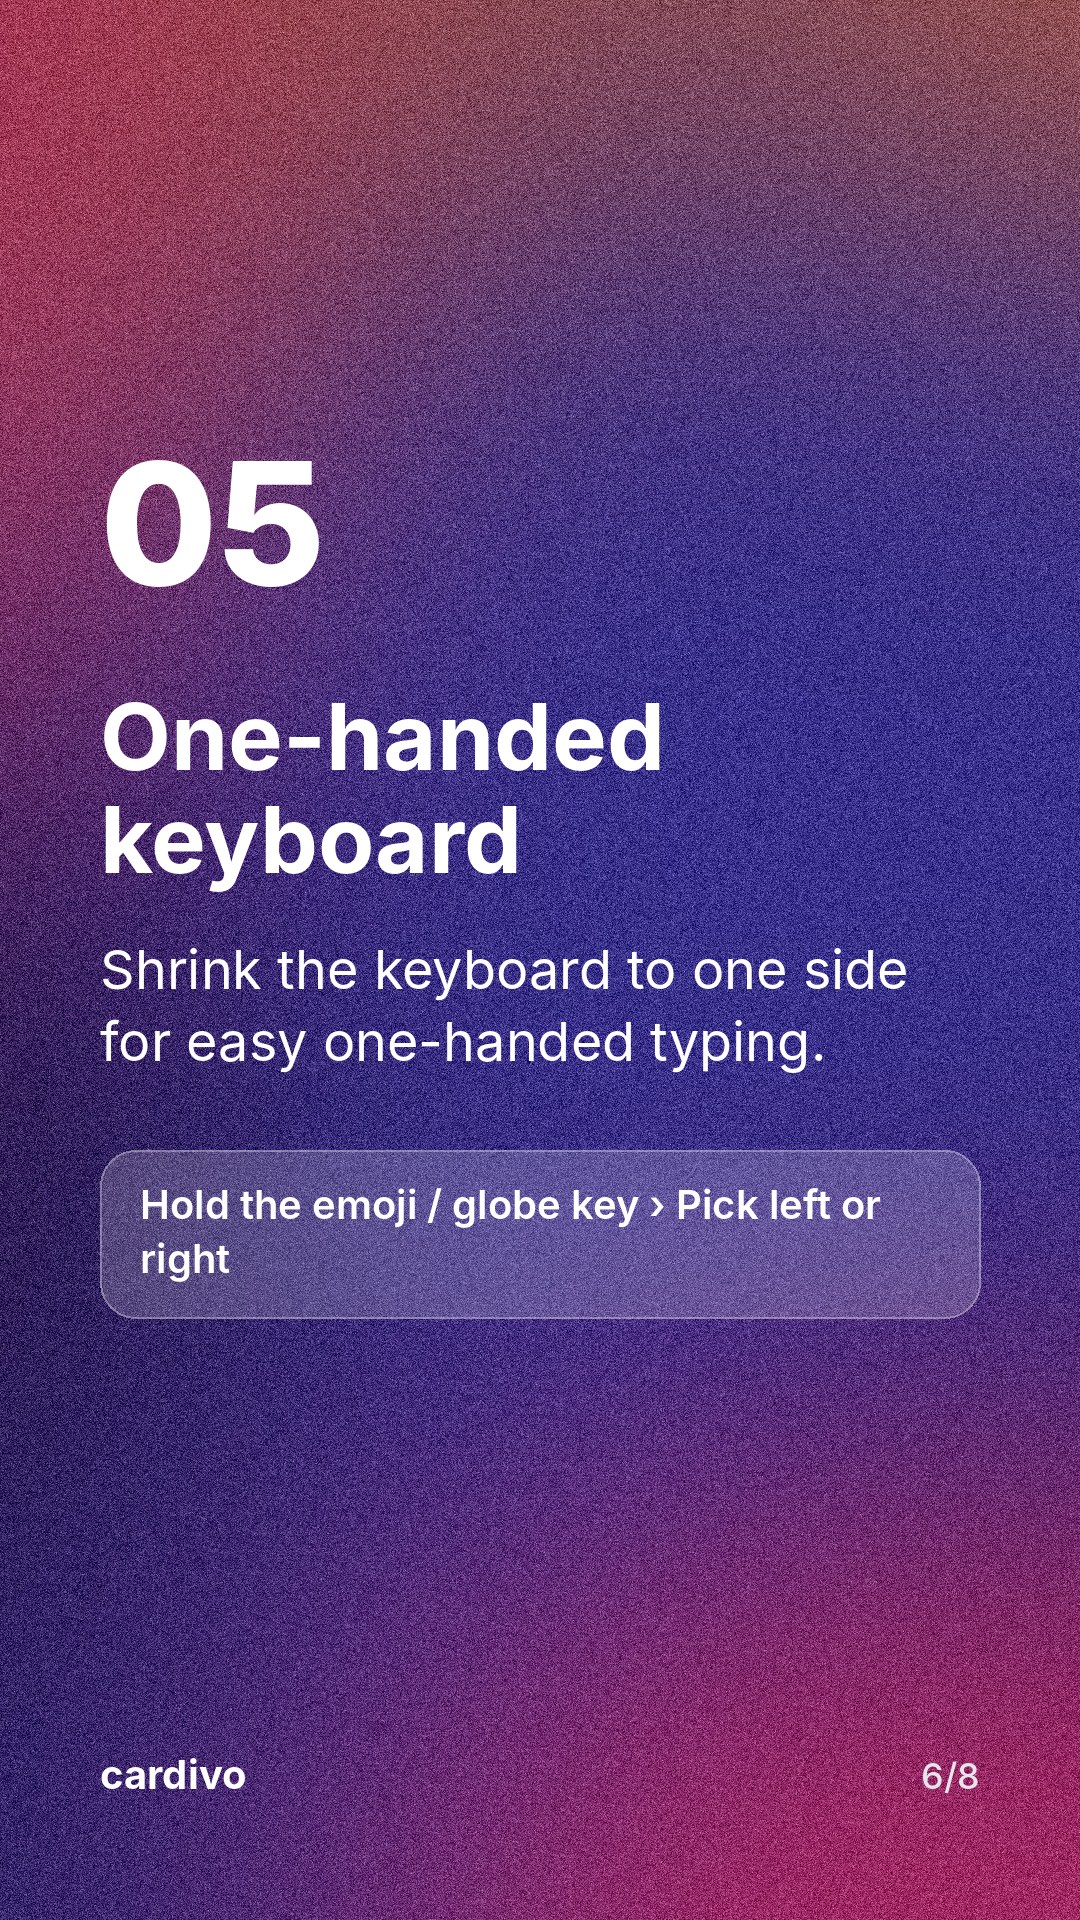 05
One-handed
keyboard
Shrink the keyboard to one side
for easy one-handed typing.
Hold the emoji / globe key › Pick left or
right
cardivo
6/8